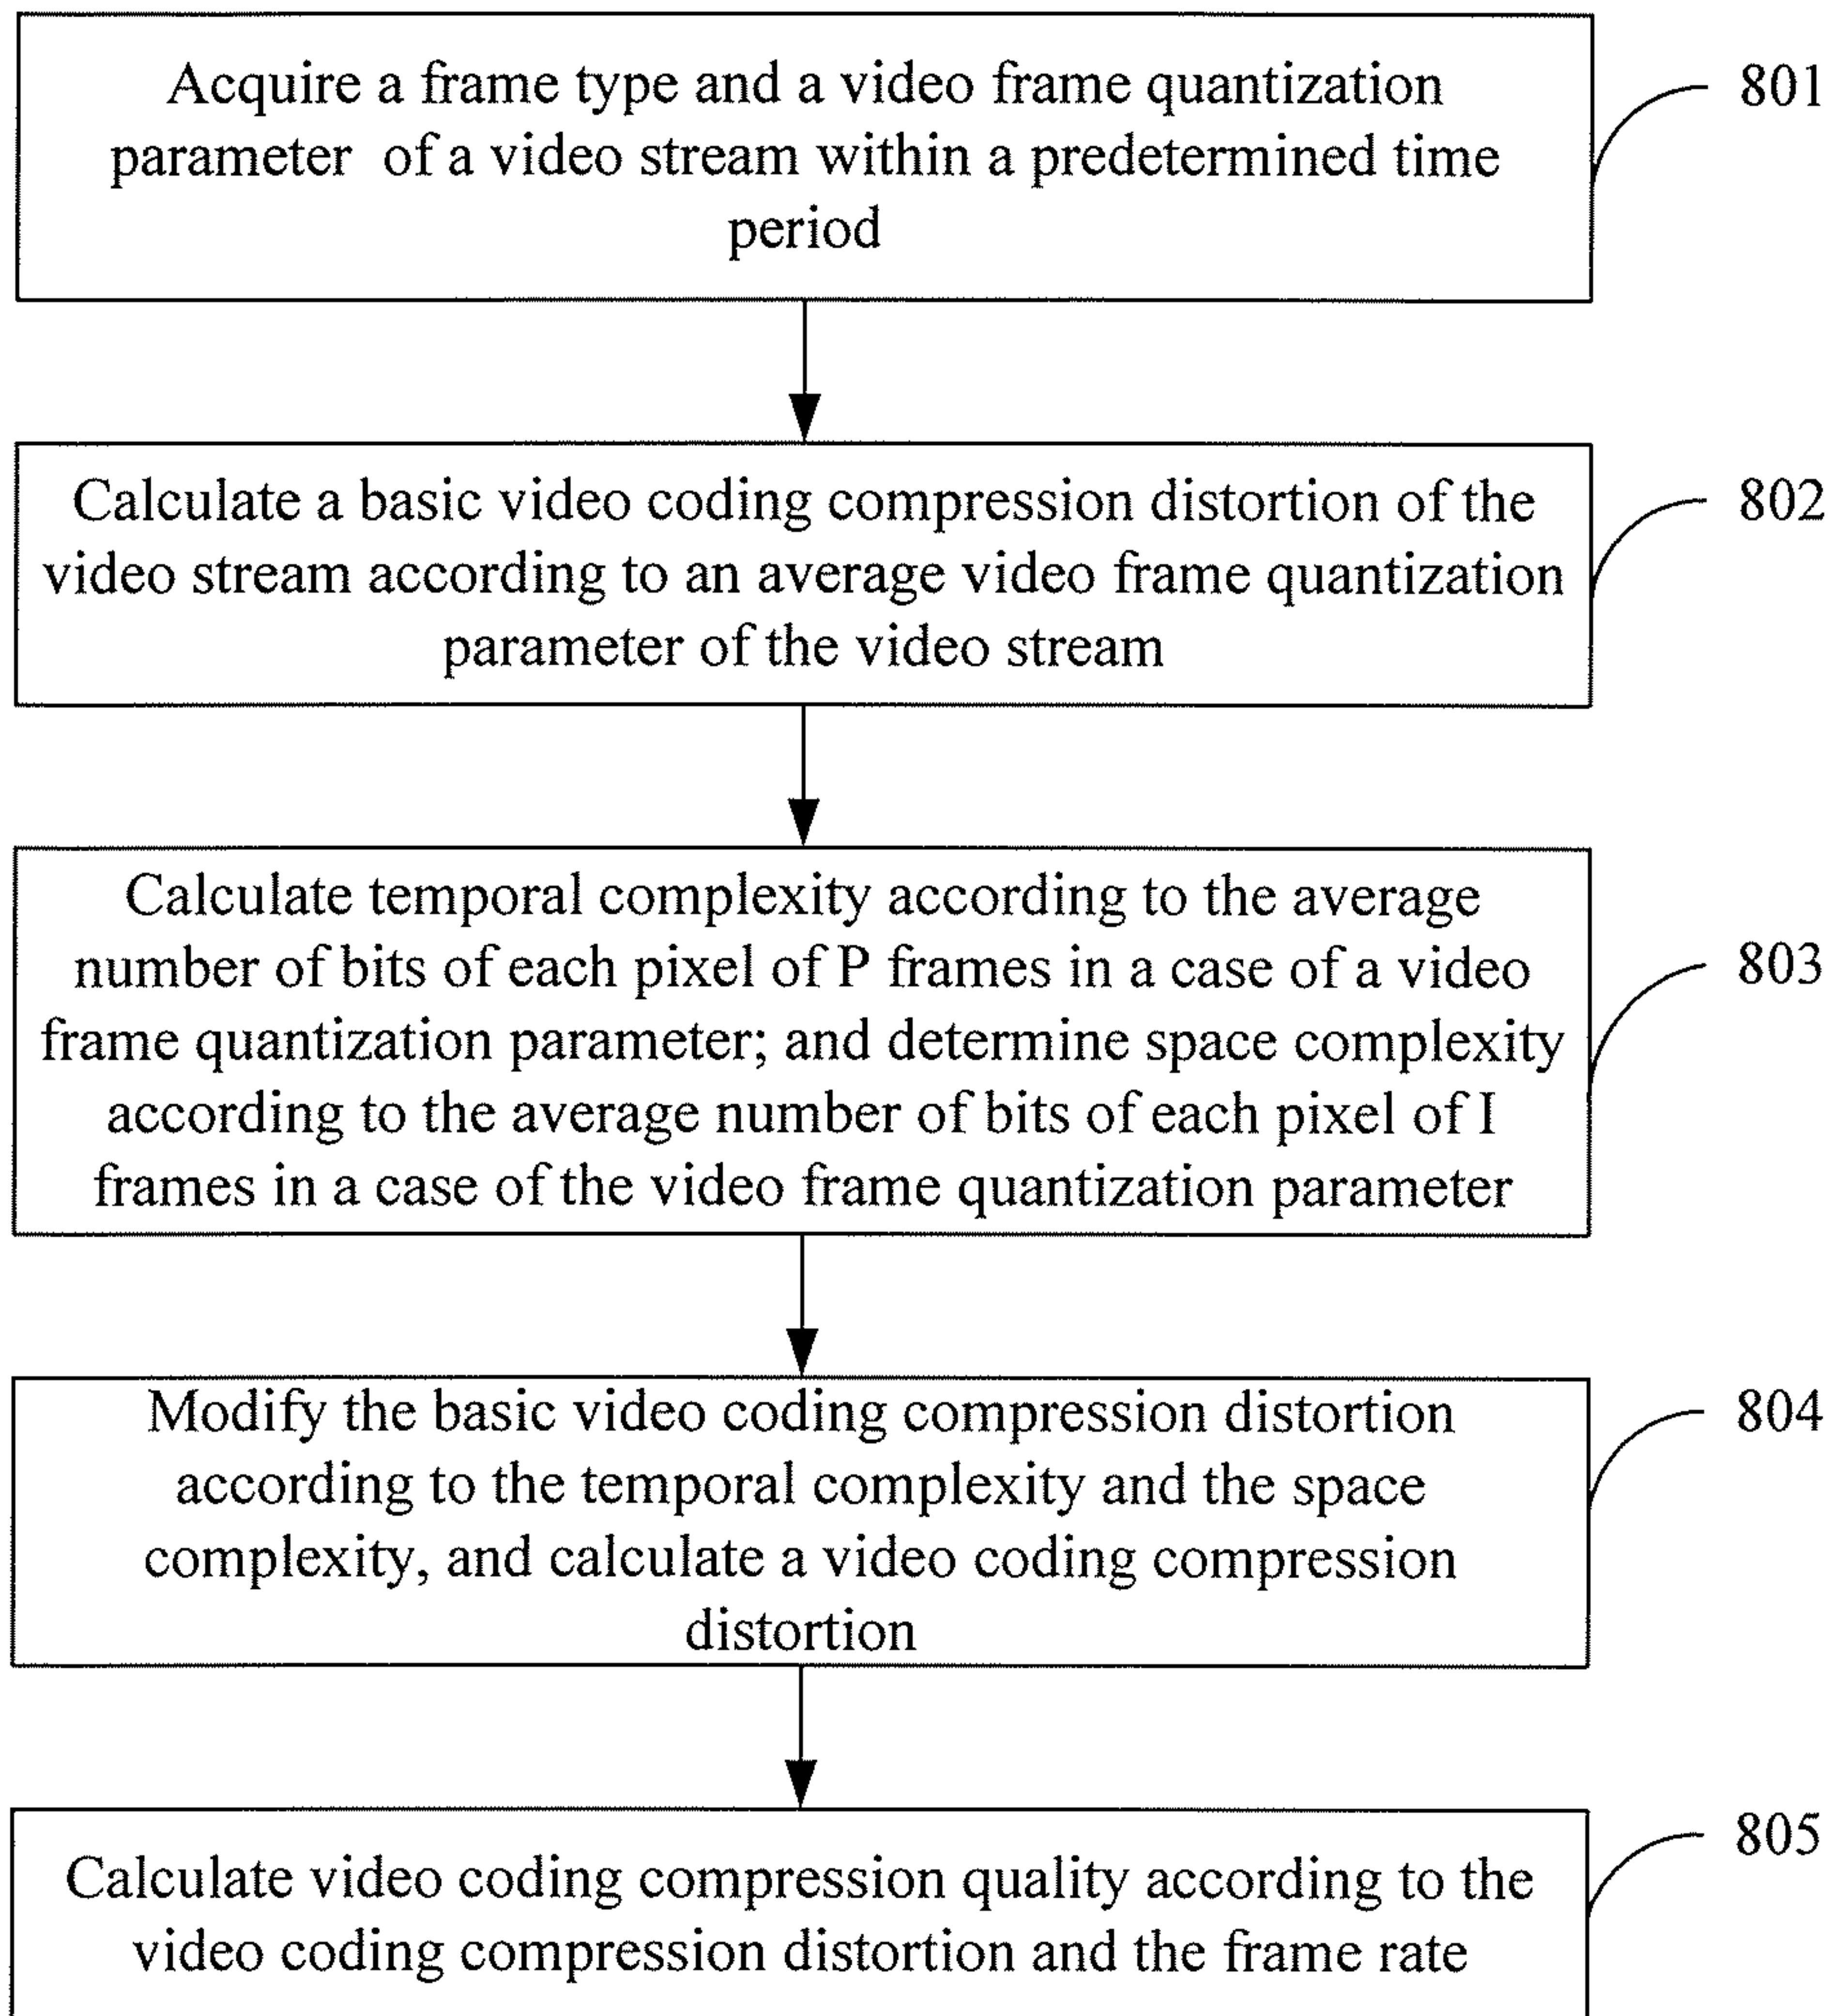 Acquire a frame type and a video frame quantization
parameter of a video stream within a predetermined time
period
801
Calculate a basic video coding compression distortion of the
video stream according to an average video frame quantization
parameter of the video stream
802
Calculate temporal complexity according to the average
number of bits of each pixel of P frames in a case of a video
frame quantization parameter; and determine space complexity
according to the average number of bits of each pixel of I
frames in a case of the video frame quantization parameter
803
Modify the basic video coding compression distortion
according to the temporal complexity and the space
complexity, and calculate a video coding compression
distortion
804
Calculate video coding compression quality according to the
video coding compression distortion and the frame rate
805